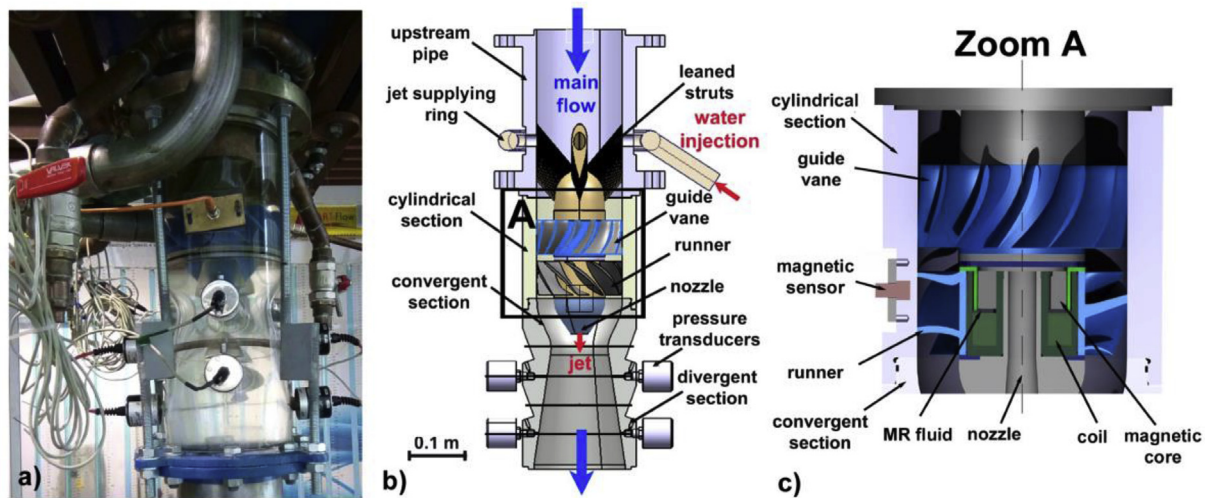 a)
VALVEX
b)
upstream
pipe
jet supplying
ring
cylindrical
section
convergent
section
0.1 m
main
flow
A
jet
leaned
struts
water
injection
guide
vane
runner
nozzle
pressure
transducers
divergent
section
Zoom A
cylindrical
section
guide
vane
magnetic
sensor
runner
convergent
section
MR fluid
nozzle
coil
magnetic
core
c)